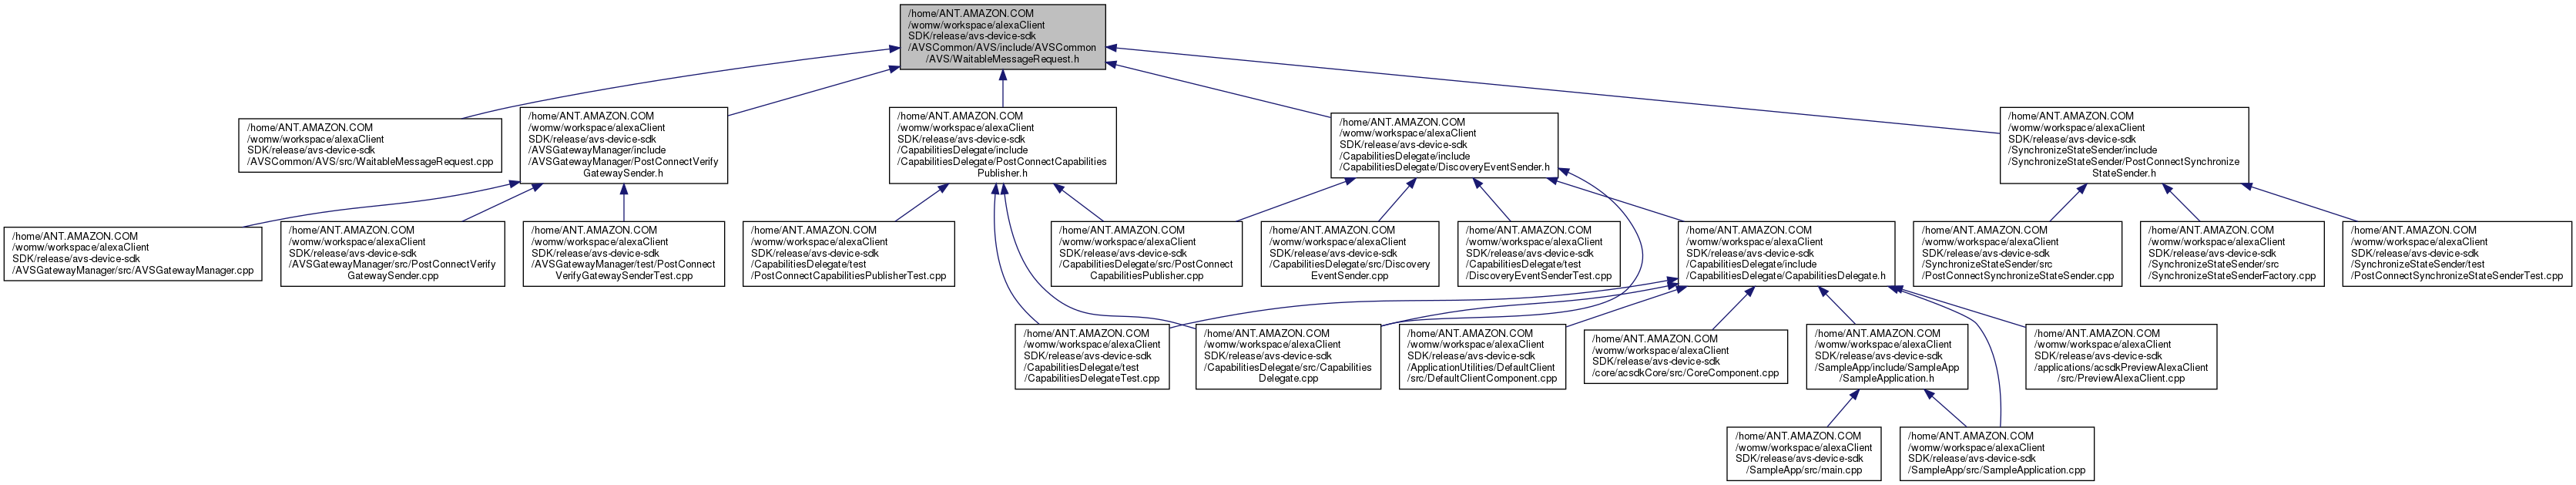 /home/ANT.AMAZON.COM
/womw/workspace/alexaClient
SDK/release/avs-device-sdk
/AVSCommon/AVS/include/AVSCommon
/AVS/WaitableMessageRequest.h
/home/ANT.AMAZON.COM
/womw/workspace/alexaClient
SDK/release/avs-device-sdk
/AVSCommon/AVS/src/WaitableMessageRequest.cpp
/home/ANT.AMAZON.COM
/womw/workspace/alexaClient
SDK/release/avs-device-sdk
/AVSGatewayManager/include
/AVSGatewayManager/PostConnectVerify
GatewaySender.h
/home/ANT.AMAZON.COM
/womw/workspace/alexaClient
SDK/release/avs-device-sdk
/CapabilitiesDelegate/include
/CapabilitiesDelegate/PostConnectCapabilities
Publisher.h
/home/ANT.AMAZON.COM
/womw/workspace/alexaClient
SDK/release/avs-device-sdk
/CapabilitiesDelegate/include
/CapabilitiesDelegate/DiscoveryEventSender.h
/home/ANT.AMAZON.COM
/womw/workspace/alexaClient
SDK/release/avs-device-sdk
/SynchronizeStateSender/include
/SynchronizeStateSender/PostConnectSynchronize
StateSender.h
/home/ANT.AMAZON.COM
/womw/workspace/alexaClient
SDK/release/avs-device-sdk
/AVSGatewayManager/src/AVSGatewayManager.cpp
/home/ANT.AMAZON.COM
/womw/workspace/alexaClient
SDK/release/avs-device-sdk
/AVSGatewayManager/src/PostConnectVerify
GatewaySender.cpp
/home/ANT.AMAZON.COM
/womw/workspace/alexaClient
SDK/release/avs-device-sdk
/AVSGatewayManager/test/PostConnect
VerifyGatewaySenderTest.cpp
/home/ANT.AMAZON.COM
/womw/workspace/alexaClient
SDK/release/avs-device-sdk
/CapabilitiesDelegate/test
/PostConnectCapabilitiesPublisherTest.cpp
/home/ANT.AMAZON.COM
/womw/workspace/alexaClient
SDK/release/avs-device-sdk
/CapabilitiesDelegate/src/PostConnect
CapabilitiesPublisher.cpp
/home/ANT.AMAZON.COM
/womw/workspace/alexaClient
SDK/release/avs-device-sdk
/CapabilitiesDelegate/src/Discovery
EventSender.cpp
/home/ANT.AMAZON.COM
/womw/workspace/alexaClient
SDK/release/avs-device-sdk
/CapabilitiesDelegate/test
/DiscoveryEventSenderTest.cpp
/home/ANT.AMAZON.COM
/womw/workspace/alexaClient
SDK/release/avs-device-sdk
/CapabilitiesDelegate/include
/CapabilitiesDelegate/CapabilitiesDelegate.h
/home/ANT.AMAZON.COM
/womw/workspace/alexaClient
SDK/release/avs-device-sdk
/SynchronizeStateSender/src
/PostConnectSynchronizeStateSender.cpp
/home/ANT.AMAZON.COM
/womw/workspace/alexaClient
SDK/release/avs-device-sdk
/SynchronizeStateSender/src
/SynchronizeStateSenderFactory.cpp
/home/ANT.AMAZON.COM
/womw/workspace/alexaClient
SDK/release/avs-device-sdk
/SynchronizeStateSender/test
/PostConnectSynchronizeStateSenderTest.cpp
/home/ANT.AMAZON.COM
/womw/workspace/alexaClient
SDK/release/avs-device-sdk
/CapabilitiesDelegate/test
/CapabilitiesDelegateTest.cpp
/home/ANT.AMAZON.COM
/womw/workspace/alexaClient
SDK/release/avs-device-sdk
/CapabilitiesDelegate/src/Capabilities
Delegate.cpp
/home/ANT.AMAZON.COM
/womw/workspace/alexaClient
SDK/release/avs-device-sdk
/ApplicationUtilities/DefaultClient
/src/DefaultClientComponent.cpp
/home/ANT.AMAZON.COM
/womw/workspace/alexaClient
SDK/release/avs-device-sdk
/core/acsdkCore/src/CoreComponent.cpp
/home/ANT.AMAZON.COM
/womw/workspace/alexaClient
SDK/release/avs-device-sdk
/SampleApp/include/SampleApp
/SampleApplication.h
/home/ANT.AMAZON.COM
/womw/workspace/alexaClient
SDK/release/avs-device-sdk
/applications/acsdkPreviewAlexaClient
/src/PreviewAlexaClient.cpp
/home/ANT.AMAZON.COM
/womw/workspace/alexaClient
SDK/release/avs-device-sdk
/SampleApp/src/main.cpp
/home/ANT.AMAZON.COM
/womw/workspace/alexaClient
SDK/release/avs-device-sdk
/SampleApp/src/SampleApplication.cpp